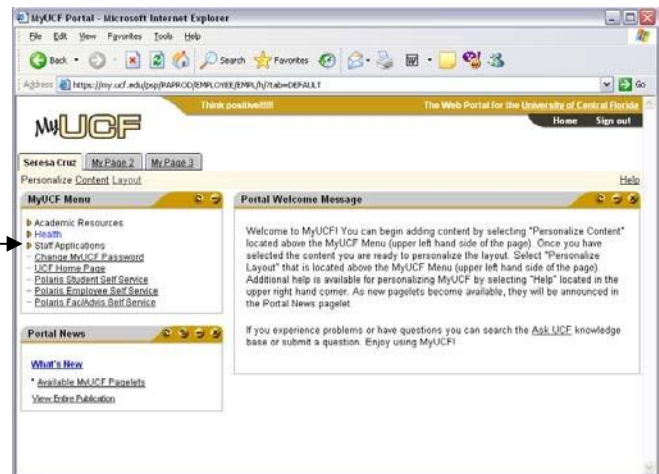 MyUCF Portal - Microsoft Internet Explorer
File Edit View Favorites Tools Help
Back Search Favorites
Address https://my.ucf.edu/psp/PAPROD/EMPLOYEE/EMPL/h/?tab=DEFAULT Go
Think positive!!!!! The Web Portal for the University of Central Florida
MyUCF Home Sign out
Seresa Cruz My Page 2 My Page 3
Personalize Content Layout Help
MyUCF Menu
Academic Resources
Health
Staff Applications
Change MyUCF Password
UCF Home Page
Polaris Student Self Service
Polaris Employee Self Service
Polaris Fac/Advis Self Service
Portal News
What's New
* Available MyUCF Pagelets
View Entire Publication
Portal Welcome Message
Welcome to MyUCF! You can begin adding content by selecting "Personalize Content"
located above the MyUCF Menu (upper left hand side of the page). Once you have
selected the content you are ready to personalize the layout. Select "Personalize
Layout" that is located above the MyUCF Menu (upper left hand side of the page).
Additional help is available for personalizing MyUCF by selecting "Help" located in the
upper right hand corner. As new pagelets become available, they will be announced in
the Portal News pagelet.
If you experience problems or have questions you can search the Ask UCF knowledge
base or submit a question. Enjoy using MyUCF!